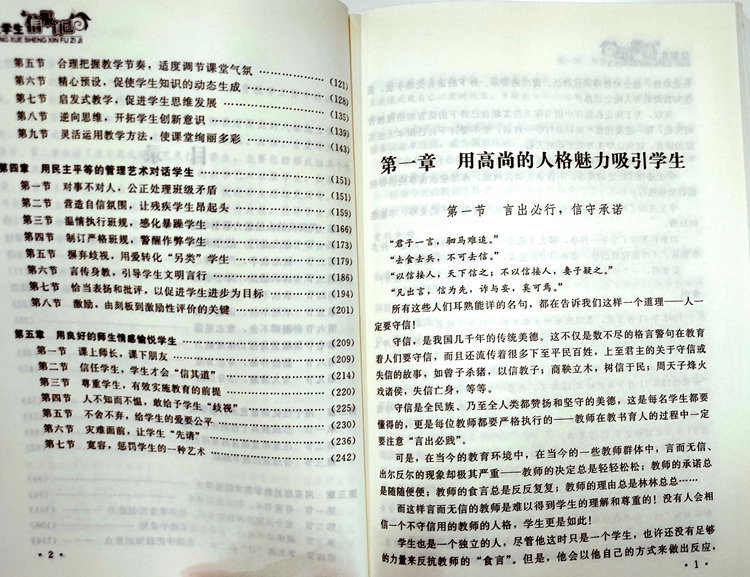 学生信服自己
NG XUE SHENG XIN FU ZI JI
第五节 合理把握教学节奏，适度调节课堂气氛 (121)
第六节 精心预设，促使学生知识的动态生成 (128)
第七节 启发式教学，促进学生思维发展 (135)
第八节 逆向思维，开拓学生创新意识 (139)
第九节 灵活运用教学方法，使课堂绚丽多彩 (143)
第四章 用民主平等的管理艺术对话学生 (151)
第一节 对事不对人，公正处理班级矛盾 (151)
第二节 营造自信氛围，让残疾学生昂起头 (159)
第三节 温情执行班规，感化暴躁学生 (166)
第四节 制订严格班规，警醒作弊学生 (173)
第五节 摒弃歧视，用爱转化“另类”学生 (179)
第六节 言传身教，引导学生文明言行 (186)
第七节 恰当表扬和批评，以促进学生进步为目标 (194)
第八节 激励，由刻板到激励性评价的关键 (201)
第五章 用良好的师生情感愉悦学生 (209)
第一节 课上师长，课下朋友 (209)
第二节 信任学生，学生才会“信其道” (214)
第三节 尊重学生，有效实施教育的前提 (220)
第四节 人不知而不愠，敢给予学生“歧视” (225)
第五节 不舍不弃，给学生的爱要公平 (230)
第六节 灾难面前，让学生“先请” (236)
第七节 宽容，惩罚学生的一种艺术 (242)
·2·
第一章 用高尚的人格魅力吸引学生
第一节 言出必行，信守承诺
“君子一言，驷马难追。”
“去食去兵，不可去信。”
“以信接人，天下信之；不以信接人，妻子疑之。”
“凡出言，信为先，诈与妄，奚可焉。”
所有这些人们耳熟能详的名句，都在告诉我们这样一个道理——人一
定要守信！
守信，是我国几千年的传统美德。这不仅是数不尽的格言警句在教育
着人们要守信，而且还流传着很多下至平民百姓，上至君主的关于守信或
失信的故事，如曾子杀猪，以信教子；商鞅立木，树信于民；周天子烽火
戏诸侯，失信亡身，等等。
守信是全民族、乃至全人类都赞扬和坚守的美德，这是每名学生都要
懂得的，更是每位教师都要严格执行的——教师在教书育人的过程中一定
要注意“言出必践”。
可是，在当今的教育环境中，在当今的一些教师群体中，言而无信、
出尔反尔的现象却极其严重——教师的决定总是轻轻松松；教师的承诺总
是随随便便；教师的食言总是反反复复；教师的理由总是林林总总……
而这样言而无信的教师是难以得到学生的理解和尊重的！没有人会相
信一个不守信用的教师的人格，学生更是如此！
学生也是一个独立的人，尽管他这时只是一个学生，也许还没有足够
的力量来反抗教师的“食言”。但是，他会以他自己的方式来做出反应，
·1·